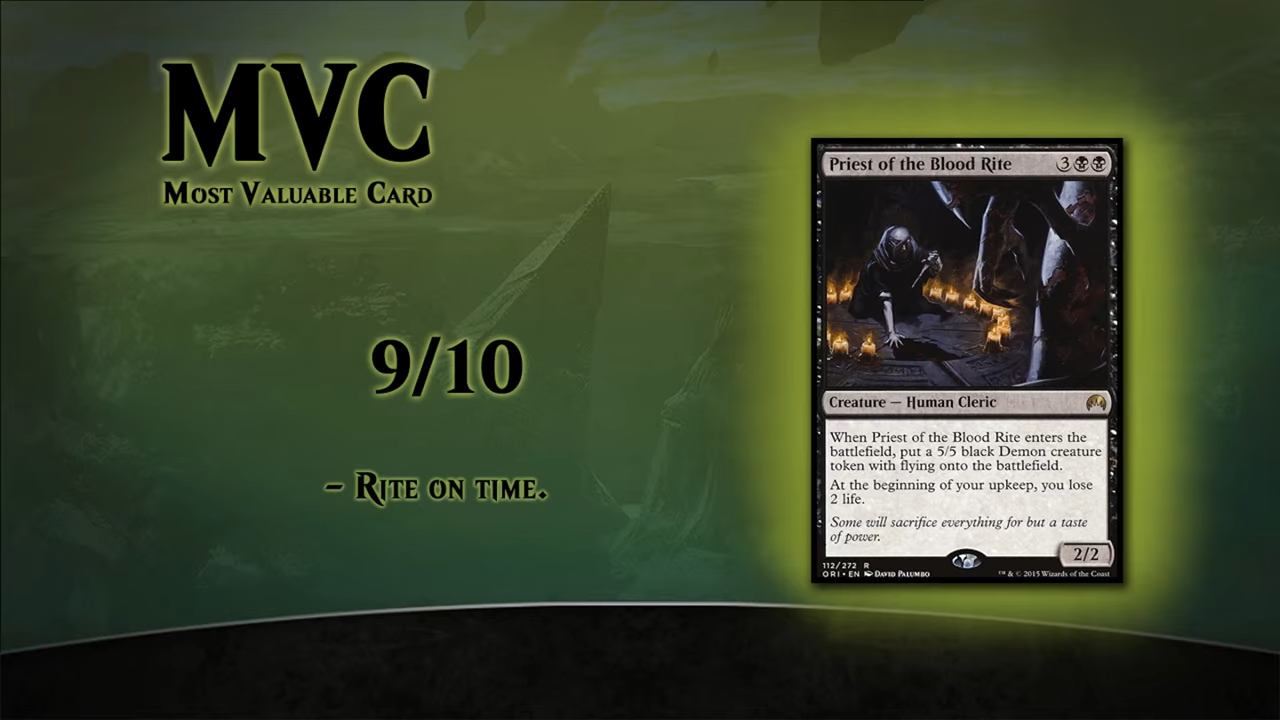 MVC
Most Valuable Card
9/10
– Rite on time.
Priest of the Blood Rite 3
Creature — Human Cleric
When Priest of the Blood Rite enters the
battlefield, put a 5/5 black Demon creature
token with flying onto the battlefield.
At the beginning of your upkeep, you lose
2 life.
Some will sacrifice everything for but a taste
of power.
2/2
112/272 R
ORI • EN David Palumbo
™ & © 2015 Wizards of the Coast